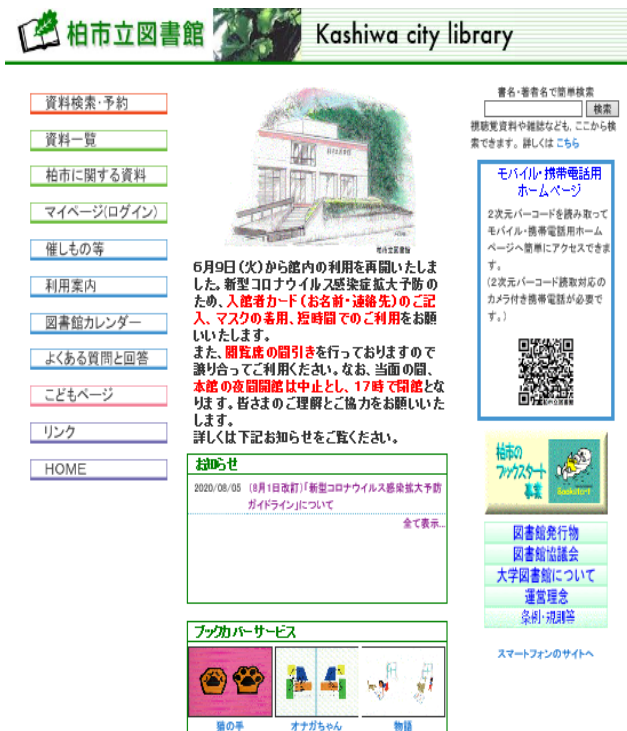 柏市立図書館
Kashiwa city library
資料検索・予約
資料一覧
柏市に関する資料
マイページ(ログイン)
催しもの等
利用案内
図書館カレンダー
よくある質問と回答
こどもページ
リンク
HOME
柏市立図書館
6月9日(火)から館内の利用を再開いたしま
した。新型コロナウイルス感染症拡大予防の
ため、入館者カード(お名前・連絡先)のご記
入、マスクの着用、短時間でのご利用をお願
いいたします。
また、閲覧席の間引きを行っておりますので
譲り合ってご利用ください。なお、当面の間、
本館の夜間開館は中止とし、17時で閉館とな
ります。皆さまのご理解とご協力をお願いいた
します。
詳しくは下記お知らせをご覧ください。
お知らせ
2020/08/05 (8月1日改訂)「新型コロナウイルス感染拡大予防
ガイドライン」について
全て表示...
ブックカバーサービス
猫の手 オナガちゃん 物語
書名・著者名で簡単検索
検索
視聴覚資料や雑誌なども、ここから検
索できます。詳しくは こちら
モバイル・携帯電話用
ホームページ
2次元バーコードを読み取って
モバイル・携帯電話用ホーム
ページへ簡単にアクセスできま
す。
(2次元バーコード読取対応の
カメラ付き携帯電話が必要で
す。)
柏市立図書館
柏市の
ブックスタート
事業
Bookstart
図書館発行物
図書館協議会
大学図書館について
運営理念
条例・規則等
スマートフォンのサイトへ